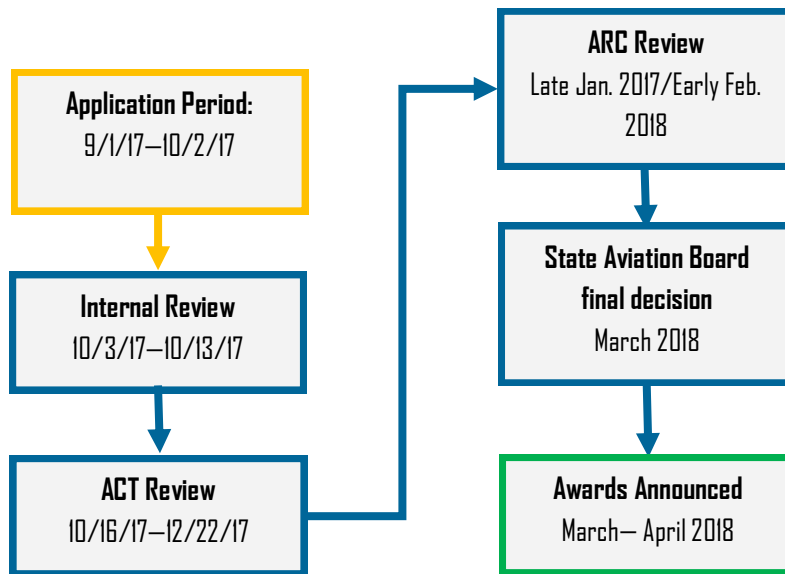 Application Period:
9/1/17—10/2/17
Internal Review
10/3/17—10/13/17
ACT Review
10/16/17—12/22/17
ARC Review
Late Jan. 2017/Early Feb.
2018
State Aviation Board
final decision
March 2018
Awards Announced
March— April 2018